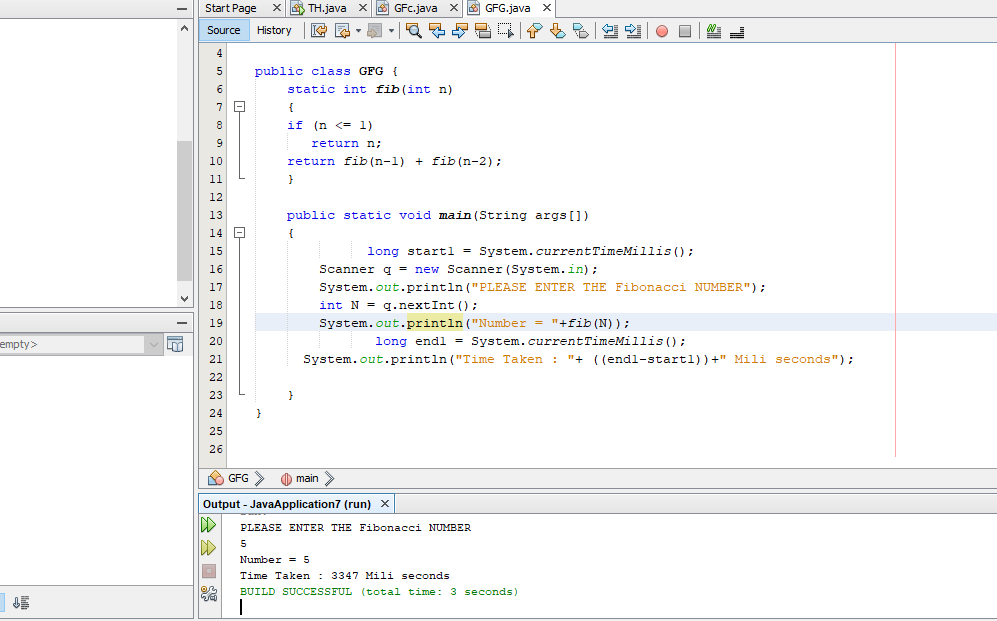 Start Page TH.java GFc.java GFG.java
Source History
4
5 public class GFG {
6 static int fib(int n)
7 {
8 if (n <= 1)
9 return n;
10 return fib(n-1) + fib(n-2);
11 }
12
13 public static void main(String args[])
14 {
15 long start1 = System.currentTimeMillis();
16 Scanner q = new Scanner(System.in);
17 System.out.println("PLEASE ENTER THE Fibonacci NUMBER");
18 int N = q.nextInt();
19 System.out.println("Number = "+fib(N));
20 long end1 = System.currentTimeMillis();
21 System.out.println("Time Taken : "+ ((end1-start1))+" Mili seconds");
22
23 }
24 }
25
26
empty>
GFG main
Output - JavaApplication7 (run)
PLEASE ENTER THE Fibonacci NUMBER
5
Number = 5
Time Taken : 3347 Mili seconds
BUILD SUCCESSFUL (total time: 3 seconds)